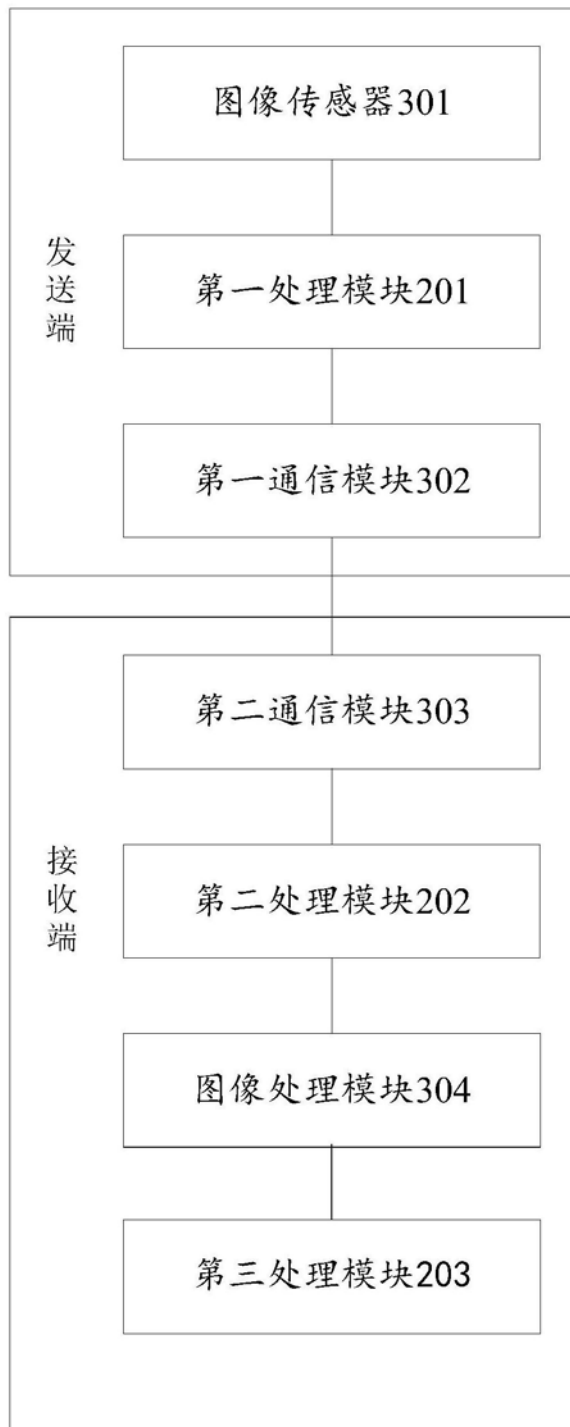 图像传感器301
发送端
第一处理模块201
第一通信模块302
第二通信模块303
接收端
第二处理模块202
图像处理模块304
第三处理模块203